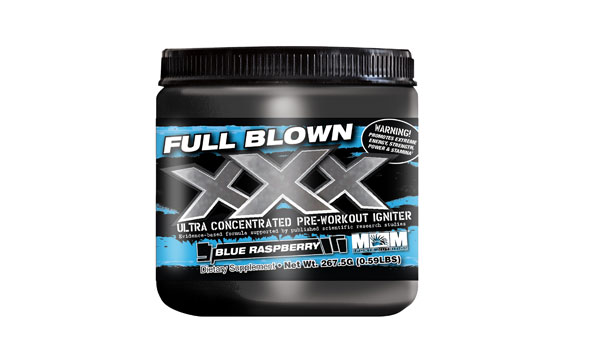 FULL BLOWN
WARNING!
PROMOTES EXTREME
ENERGY, STRENGTH,
POWER & STAMINA
xXx
ULTRA CONCENTRATED PRE-WORKOUT IGNITER
Evidence-based formula supported by published scientific research studies
BLUE RASPBERRY
Dietary Supplement • Net Wt. 267.5G (0.59LBS)